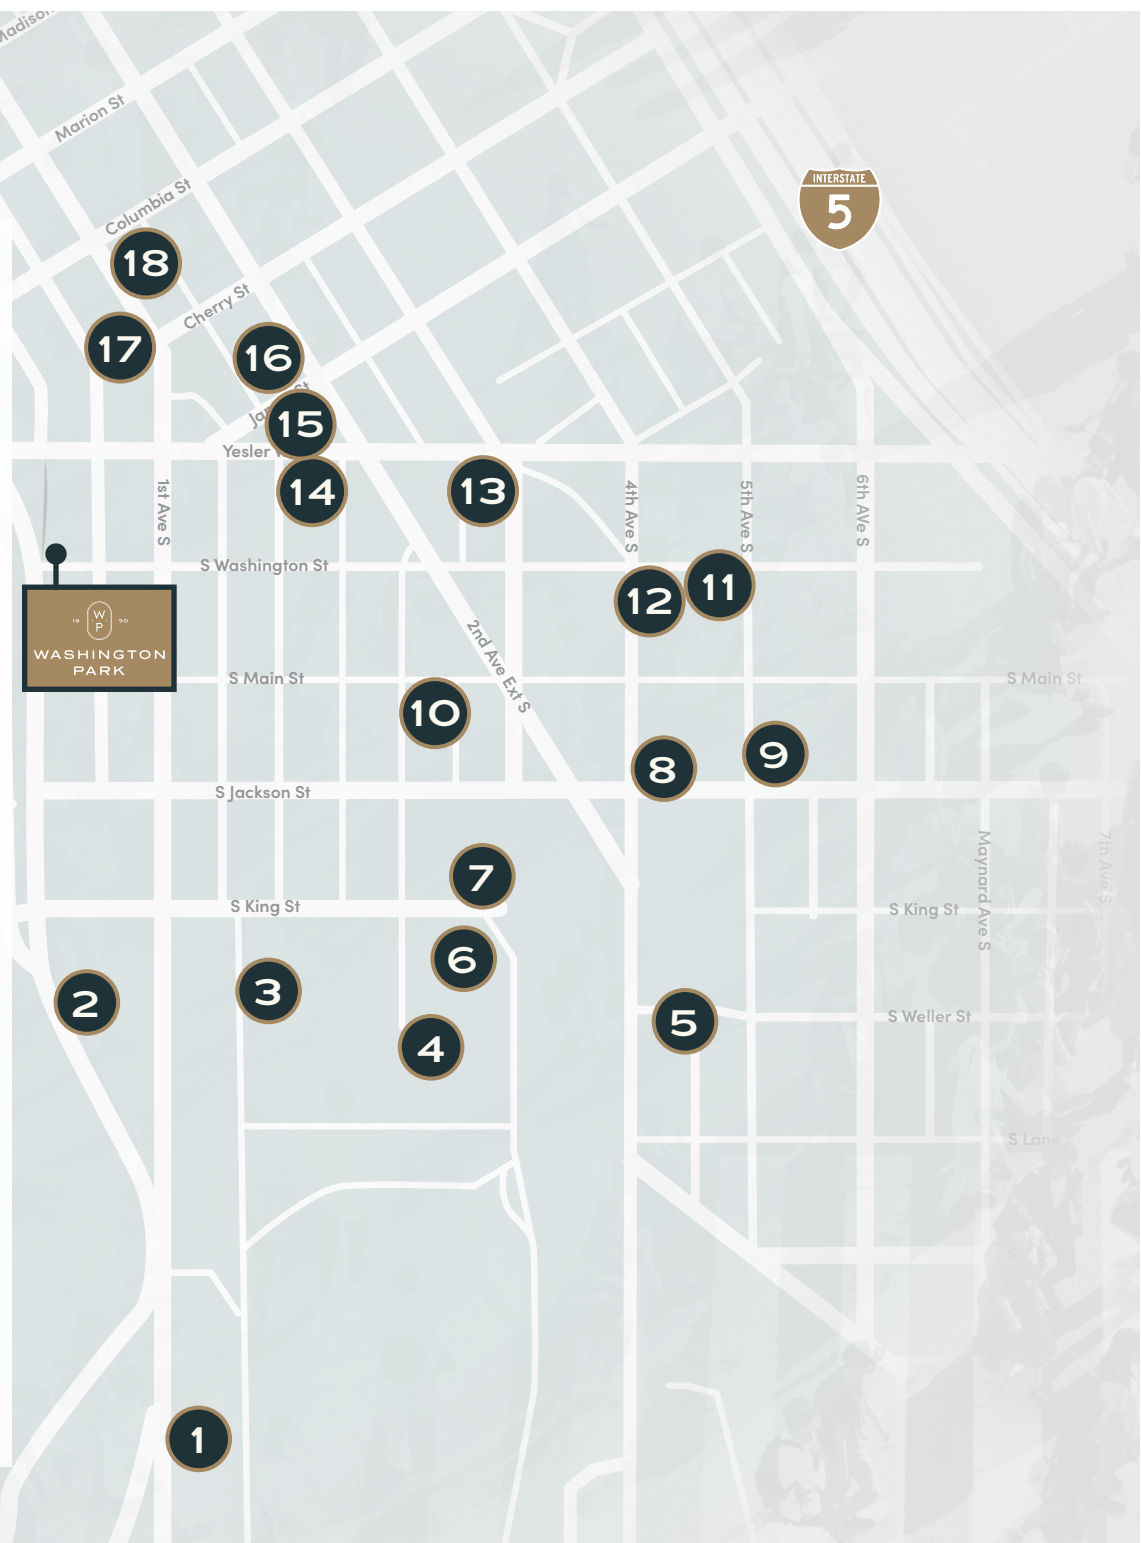 Marion St
INTERSTATE
5
Columbia St
18
Cherry St
17
16
15
Yesler
14
13
1st Ave S
4th Ave S
5th Ave S
6th AVe S
S Washington St
12
11
W
P
WASHINGTON
PARK
2nd Ave Ext S
S Main St
S Main St
10
8
9
S Jackson St
7
Maynard Ave S
7th Ave S
S King St
S King St
6
3
2
S Weller St
5
4
S Lane
1